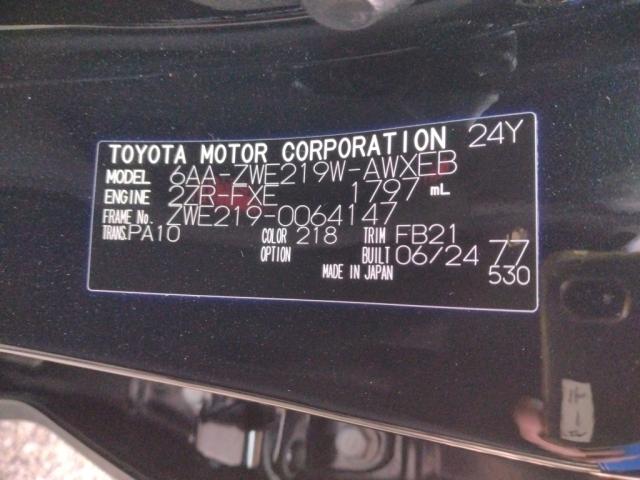 TOYOTA MOTOR CORPORATION 24Y
MODEL 6AA-ZWE219W-AWXEB
ENGINE 2ZR-FXE 1797 mL
FRAME No. ZWE219-0064147
TRANS. PA10 COLOR 218 TRIM FB21
OPTION BUILT 06/24 77
MADE IN JAPAN 530